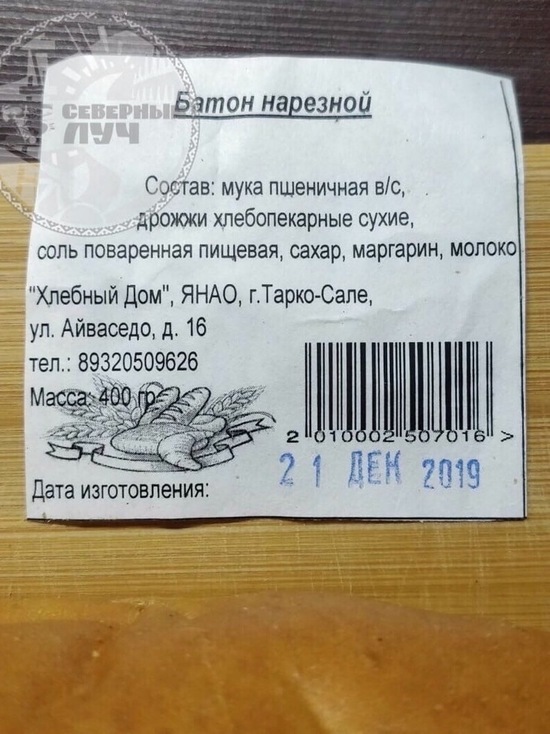 СЕВЕРНЫЙ
ЛУЧ
Батон нарезной
Состав: мука пшеничная в/с,
дрожжи хлебопекарные сухие,
соль поваренная пищевая, сахар, маргарин, молоко
"Хлебный Дом", ЯНАО, г.Тарко-Сале,
ул. Айваседо, д. 16
тел.: 89320509626
Масса: 400 гр.
2 010002 507016 >
21 ДЕК 2019
Дата изготовления: